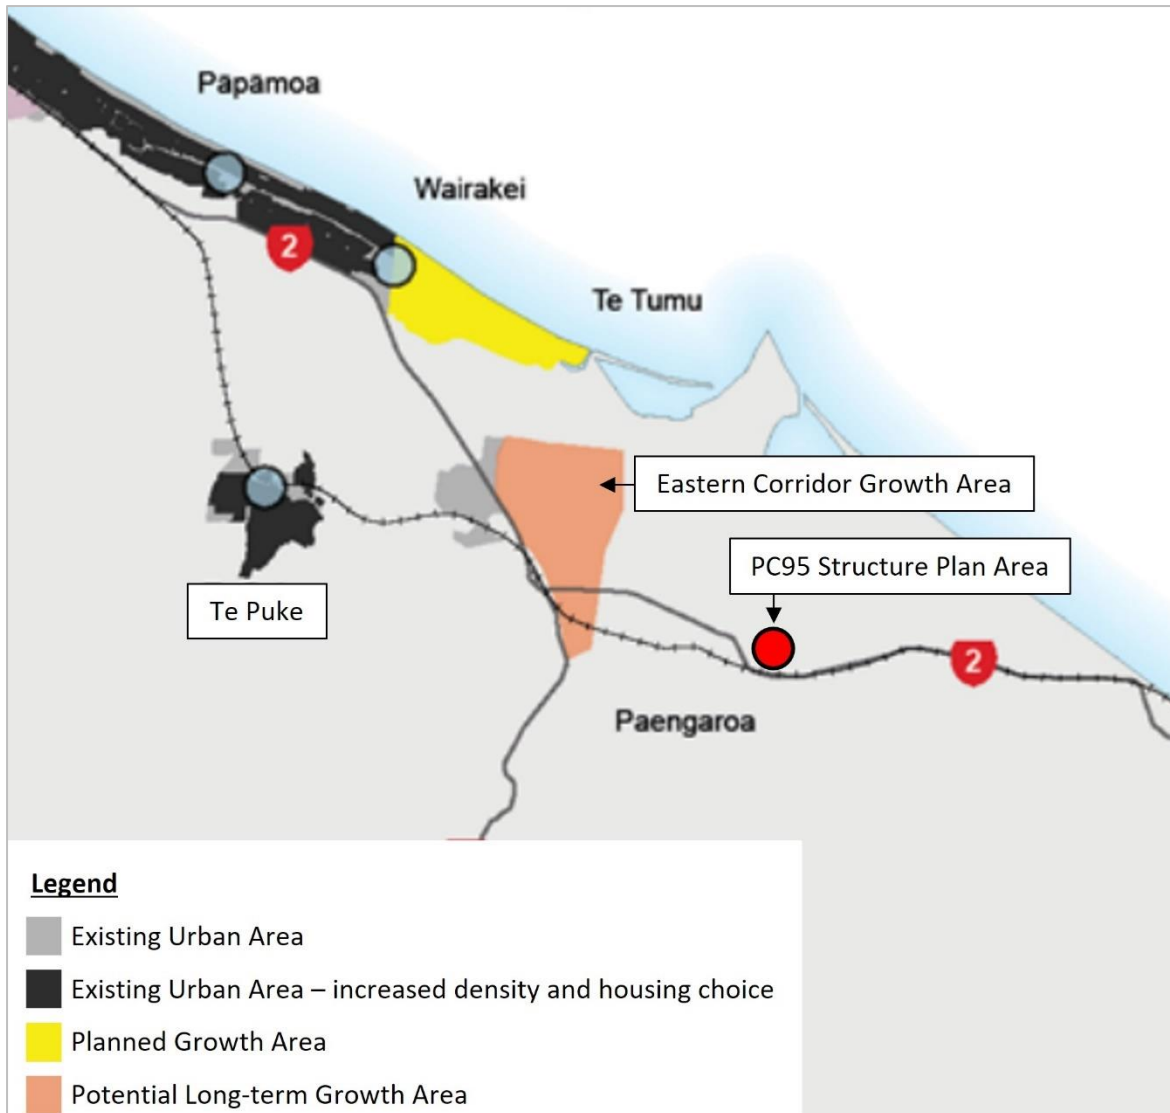 Pāpāmoa
Wairakei
2
Te Tumu
Eastern Corridor Growth Area
PC95 Structure Plan Area
Te Puke
2
Paengaroa
Legend
Existing Urban Area
Existing Urban Area – increased density and housing choice
Planned Growth Area
Potential Long-term Growth Area